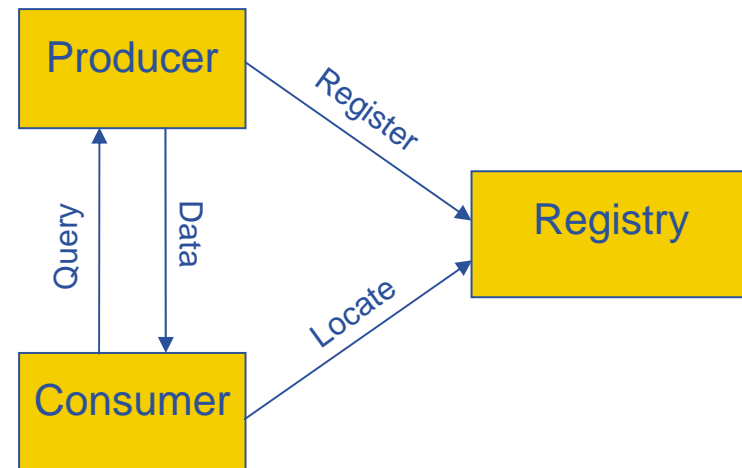 Producer
Register
Registry
Query
Data
Locate
Consumer